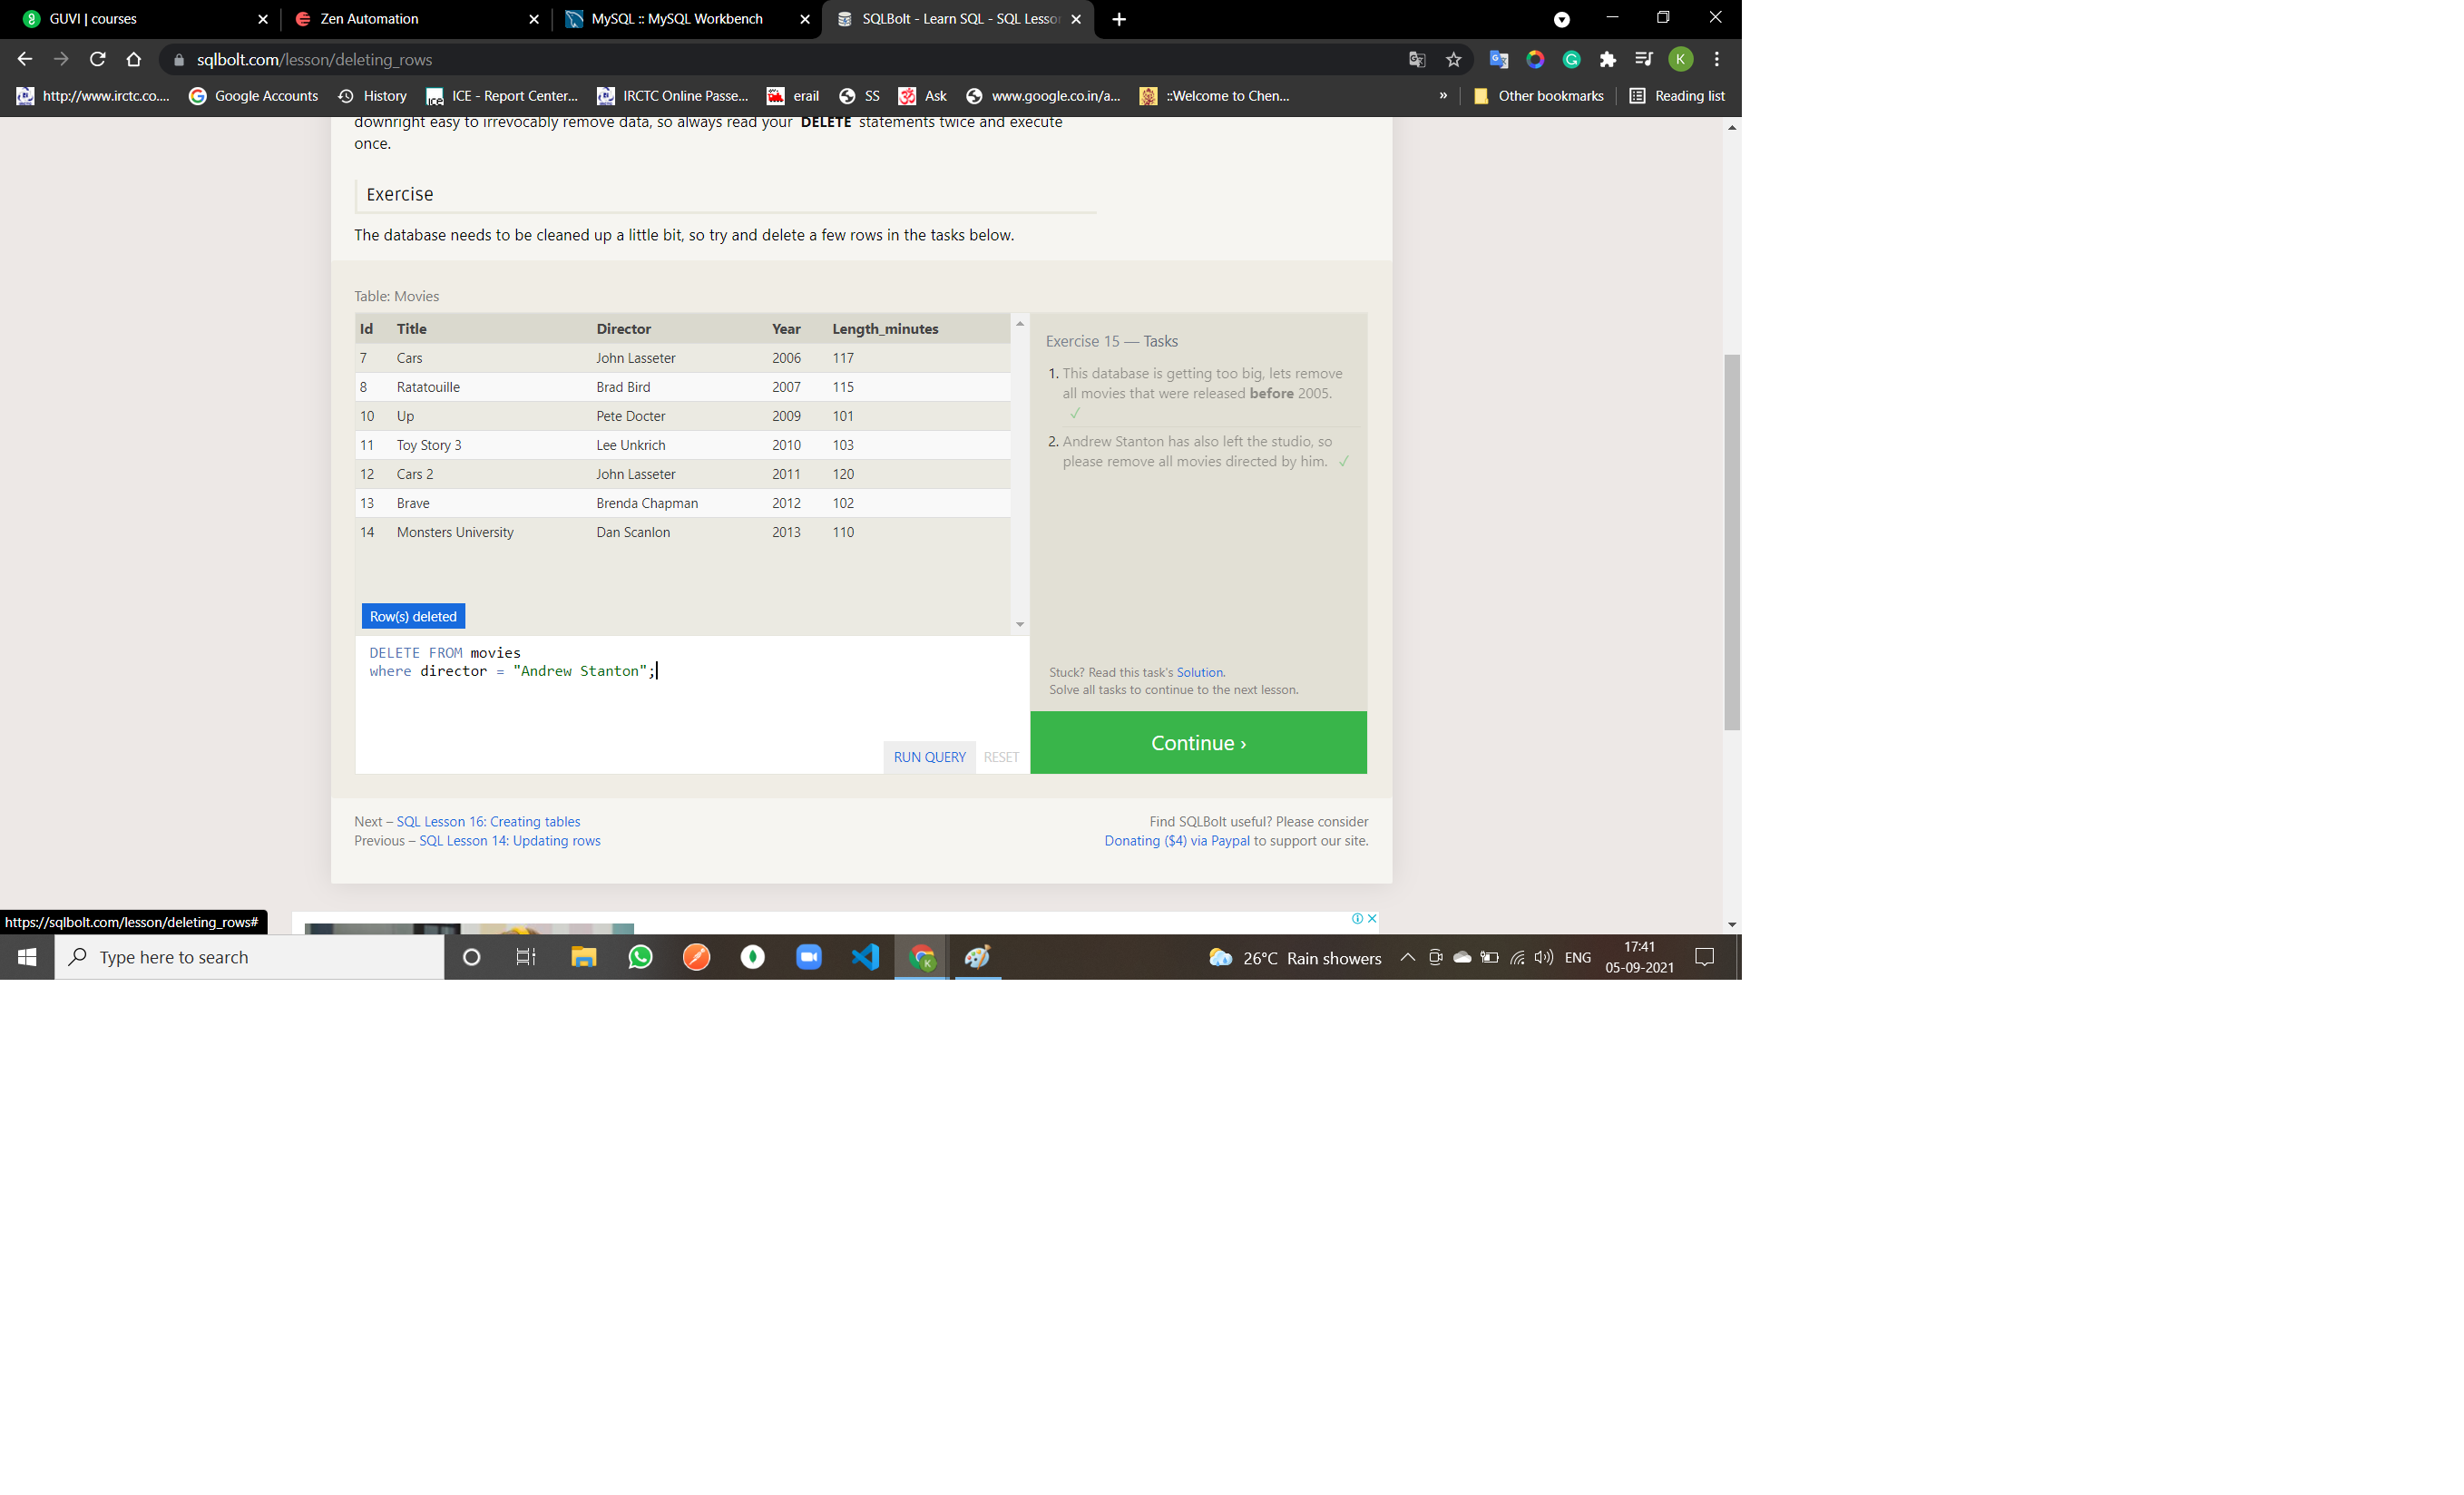 GUVI | courses
Zen Automation
MySQL :: MySQL Workbench
SQLBolt - Learn SQL - SQL Lesso
sqlbolt.com/lesson/deleting_rows
http://www.irctc.co.... Google Accounts History ICE - Report Center... IRCTC Online Passe... erail SS Ask www.google.co.in/a... ::Welcome to Chen... » Other bookmarks Reading list
downright easy to irrevocably remove data, so always read your DELETE statements twice and execute
once.
Exercise
The database needs to be cleaned up a little bit, so try and delete a few rows in the tasks below.
Table: Movies
Id Title Director Year Length_minutes
7 Cars John Lasseter 2006 117
8 Ratatouille Brad Bird 2007 115
10 Up Pete Docter 2009 101
11 Toy Story 3 Lee Unkrich 2010 103
12 Cars 2 John Lasseter 2011 120
13 Brave Brenda Chapman 2012 102
14 Monsters University Dan Scanlon 2013 110
Row(s) deleted
DELETE FROM movies
where director = "Andrew Stanton";
RUN QUERY RESET
Exercise 15 — Tasks
1. This database is getting too big, lets remove
all movies that were released before 2005.
✓
2. Andrew Stanton has also left the studio, so
please remove all movies directed by him. ✓
Stuck? Read this task's Solution.
Solve all tasks to continue to the next lesson.
Continue ›
Next – SQL Lesson 16: Creating tables
Previous – SQL Lesson 14: Updating rows
Find SQLBolt useful? Please consider
Donating ($4) via Paypal to support our site.
https://sqlbolt.com/lesson/deleting_rows#
Type here to search
26°C Rain showers
ENG
17:41
05-09-2021